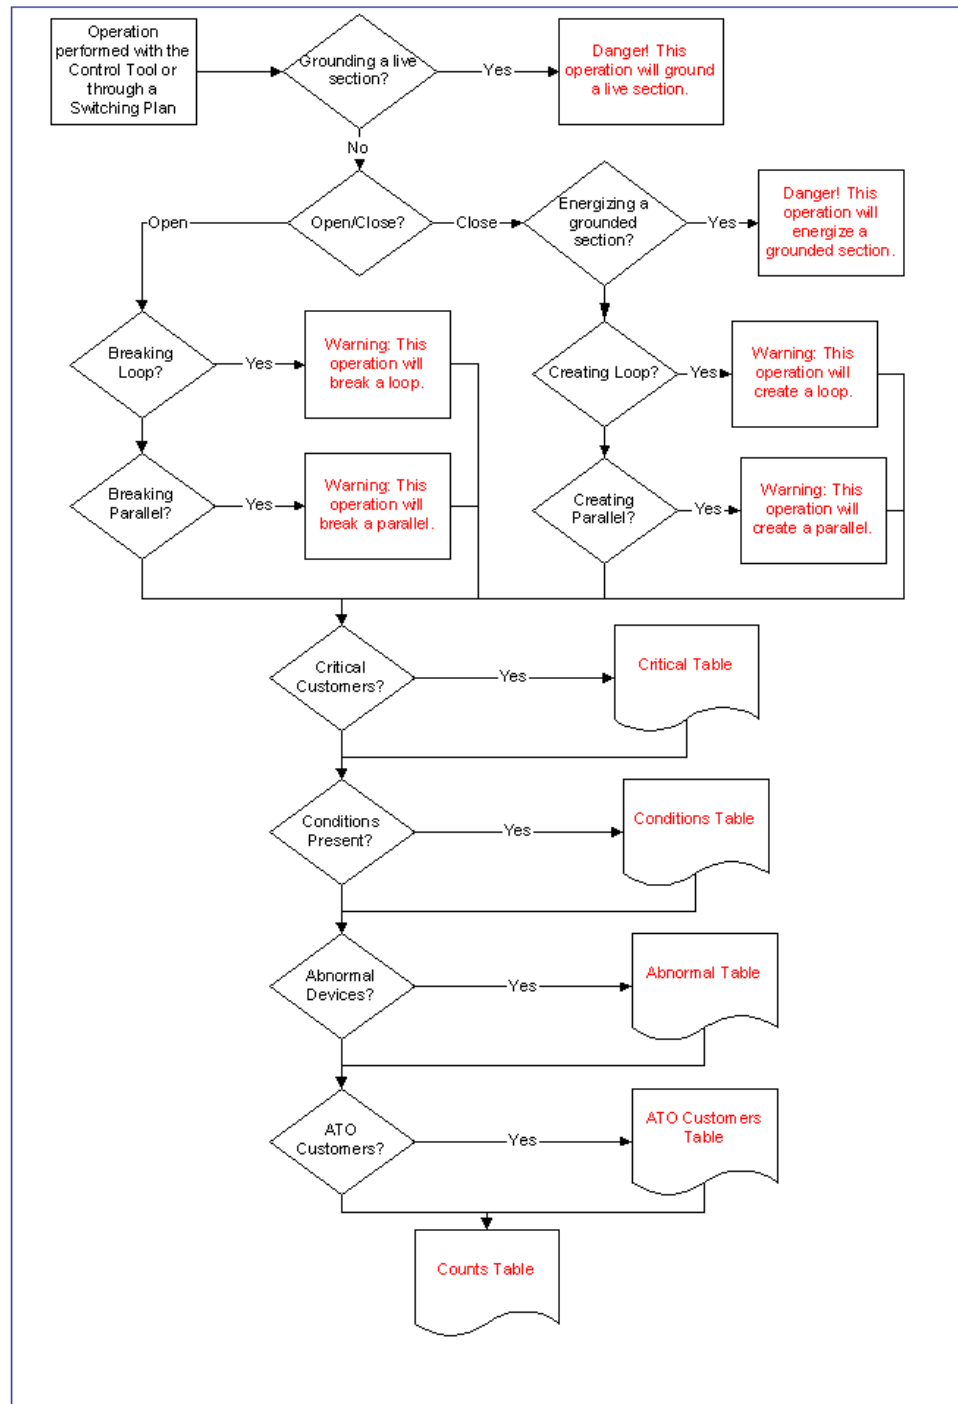 Operation
performed with the
Control Tool or
through a
Switching Plan
Grounding a live
section?
Yes
Danger! This
operation will ground
a live section.
No
Open/Close?
Open
Close
Energizing a
grounded
section?
Yes
Danger! This
operation will
energize a
grounded section.
Breaking
Loop?
Yes
Warning: This
operation will
break a loop.
Creating Loop?
Yes
Warning: This
operation will
create a loop.
Breaking
Parallel?
Yes
Warning: This
operation will
break a parallel.
Creating
Parallel?
Yes
Warning: This
operation will
create a parallel.
Critical
Customers?
Yes
Critical Table
Conditions
Present?
Yes
Conditions Table
Abnormal
Devices?
Yes
Abnormal Table
ATO
Customers?
Yes
ATO Customers
Table
Counts Table